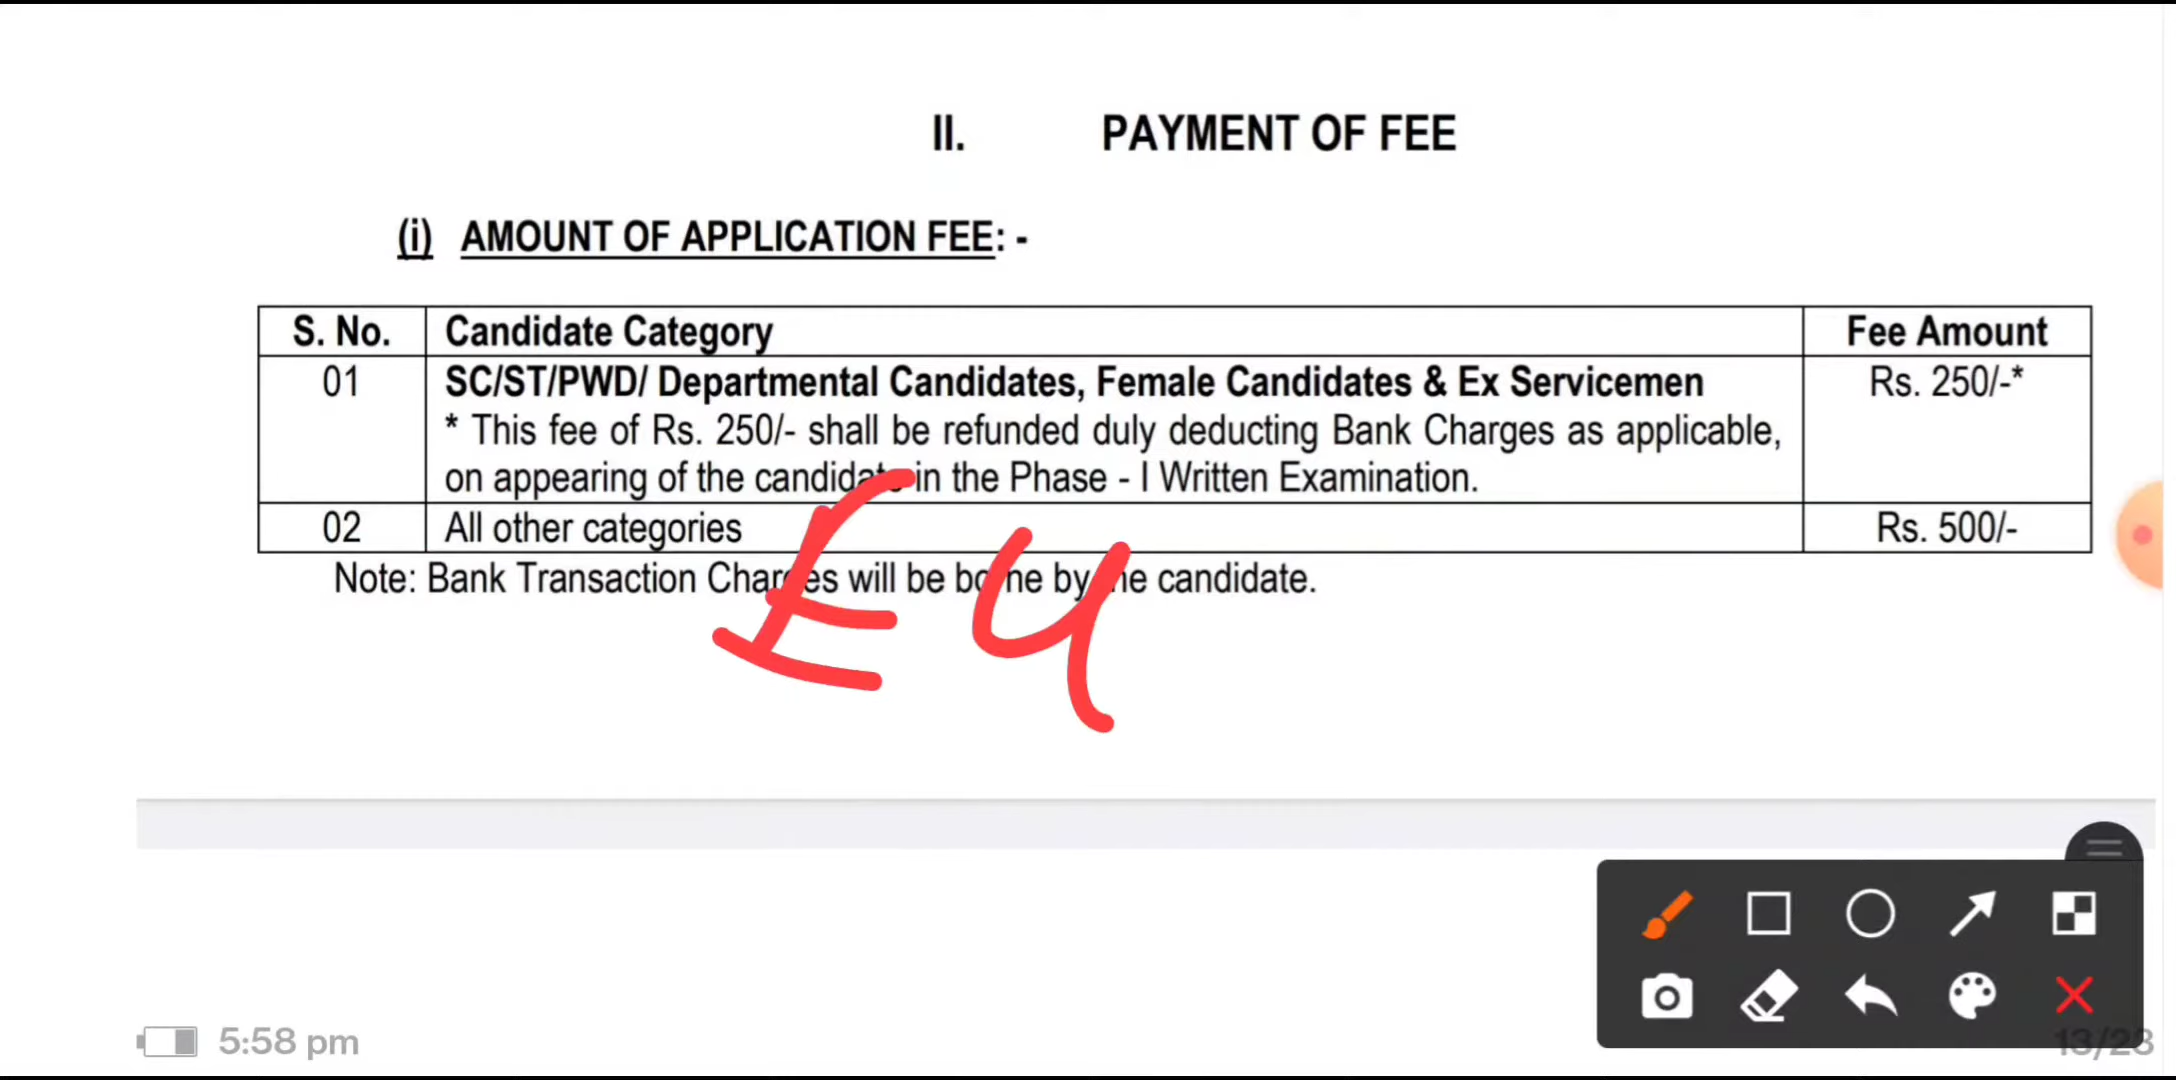 II. PAYMENT OF FEE
(i) AMOUNT OF APPLICATION FEE: -
S. No. Candidate Category Fee Amount
01 SC/ST/PWD/ Departmental Candidates, Female Candidates & Ex Servicemen Rs. 250/-*
* This fee of Rs. 250/- shall be refunded duly deducting Bank Charges as applicable,
on appearing of the candidate in the Phase - I Written Examination.
02 All other categories Rs. 500/-
Note: Bank Transaction Charges will be borne by the candidate.
5:58 pm
13/23